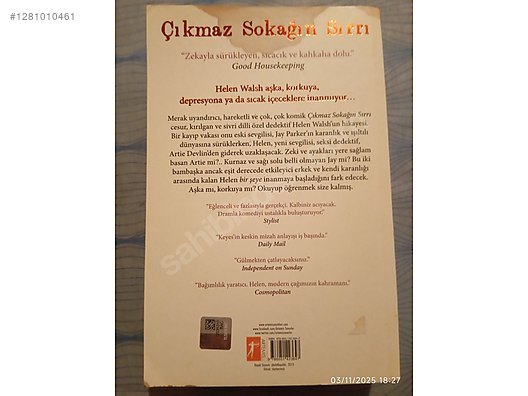 #1281010461
Çıkmaz Sokağın Sırrı
"Zekayla sürükleyen, sıcacık ve kahkaha dolu."
Good Housekeeping
Helen Walsh aşka, korkuya,
depresyona ya da sıcak içeceklere inanmıyor...
Merak uyandırıcı, hareketli ve çok, çok komik Çıkmaz Sokağın Sırrı
cesur, kırılgan ve sivri dilli özel dedektif Helen Walsh'un hikayesi.
Bir kayıp vakası onu eski sevgilisi, Jay Parker'ın karanlık ve ışıltılı
dünyasına sürüklerken, Helen, yeni sevgilisi, seksi dedektif,
Artie Devlin'den giderek uzaklaşacak. Zeki ve ayakları yere sağlam
basan Artie mi?.. Kurnaz ve sağı solu belli olmayan Jay mi? Bu iki
bambaşka ancak eşit derecede etkileyici erkek ve kendi karanlığı
arasında kalan Helen bir şeye inanmaya başladığını fark edecek.
Aşka mı, korkuya mı? Okuyup öğrenmek size kalmış.
"Eğlenceli ve fazlasıyla gerçekçi. Kalbiniz acıyacak.
Dramla komediyi ustalıkla buluşturuyor."
Stylist
"Keyes'in keskin mizah anlayışı iş başında."
Daily Mail
"Gülmekten çatlayacaksınız."
Independent on Sunday
"Bağımlılık yaratıcı. Helen, modern çağımızın kahramanı."
Cosmopolitan
ARTEMİS
03/11/2025 18:27